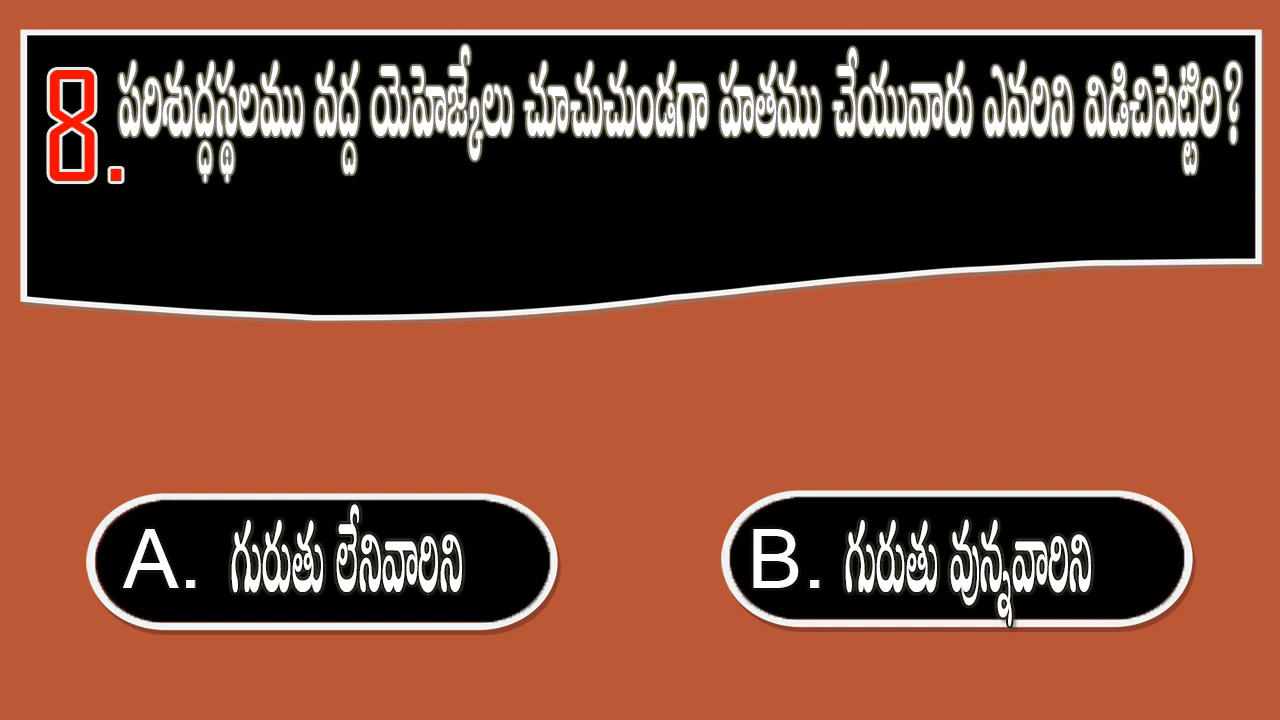 8. పరిశుద్ధస్థలము వద్ద యెహెజ్కేలు చూచుచుండగా హతము చేయువారు ఎవరిని విడిచిపెట్టిరి?
A. గురుతు లేనివారిని
B. గురుతు వున్నవారిని